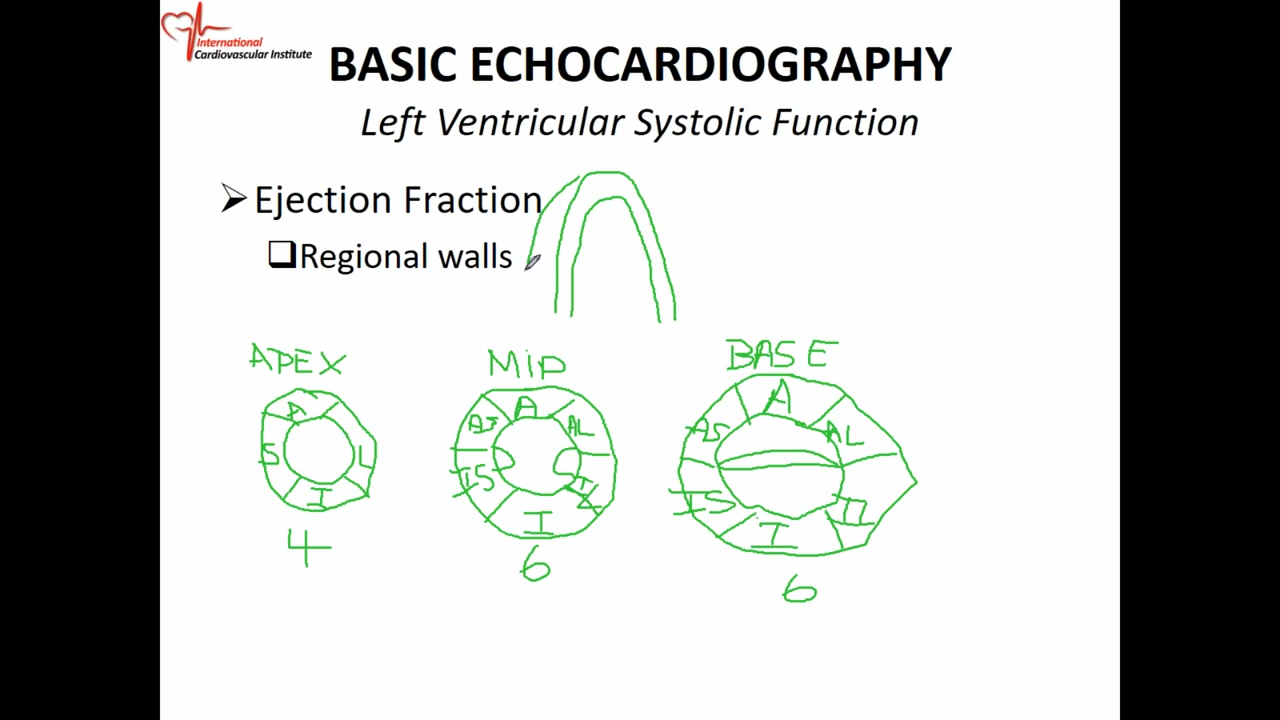 International
Cardiovascular Institute
BASIC ECHOCARDIOGRAPHY
Left Ventricular Systolic Function
Ejection Fraction
Regional walls
APEX
MiD
BASE
A
S
L
I
4
A
AS
AL
IS
IL
I
6
A
AS
AL
IS
IL
I
6